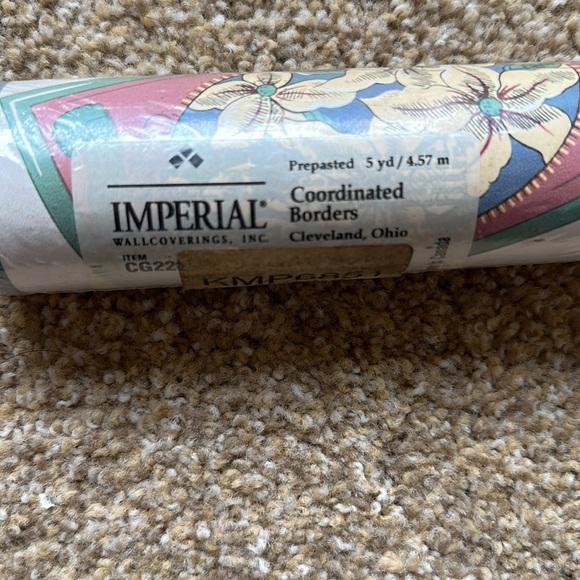 Prepasted 5 yd / 4.57 m
IMPERIAL®
WALLCOVERINGS, INC.
Coordinated
Borders
Cleveland, Ohio
ITEM